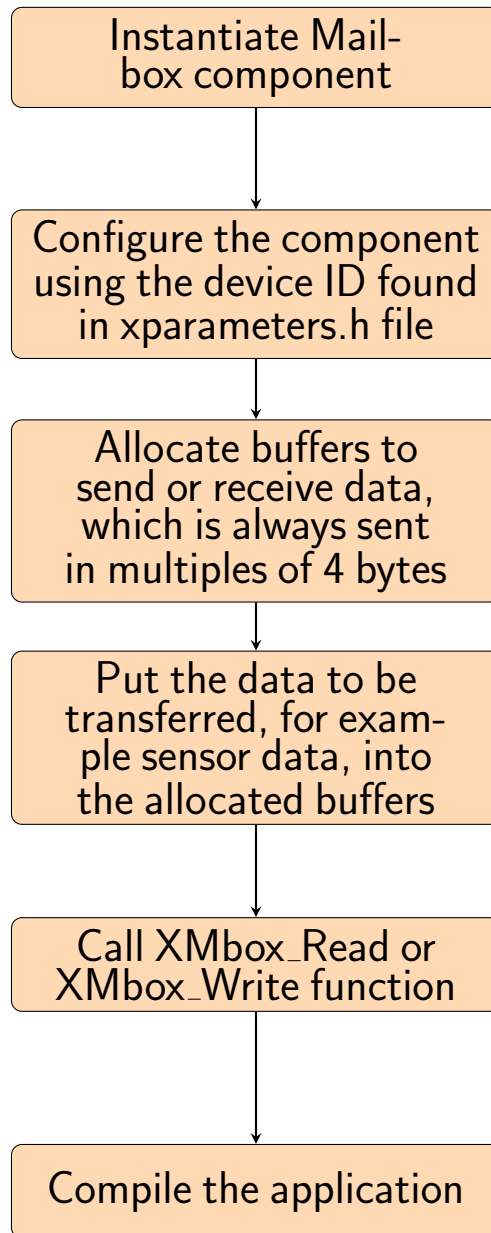 Instantiate Mail-
box component
Configure the component
using the device ID found
in xparameters.h file
Allocate buffers to
send or receive data,
which is always sent
in multiples of 4 bytes
Put the data to be
transferred, for exam-
ple sensor data, into
the allocated buffers
Call XMbox_Read or
XMbox_Write function
Compile the application